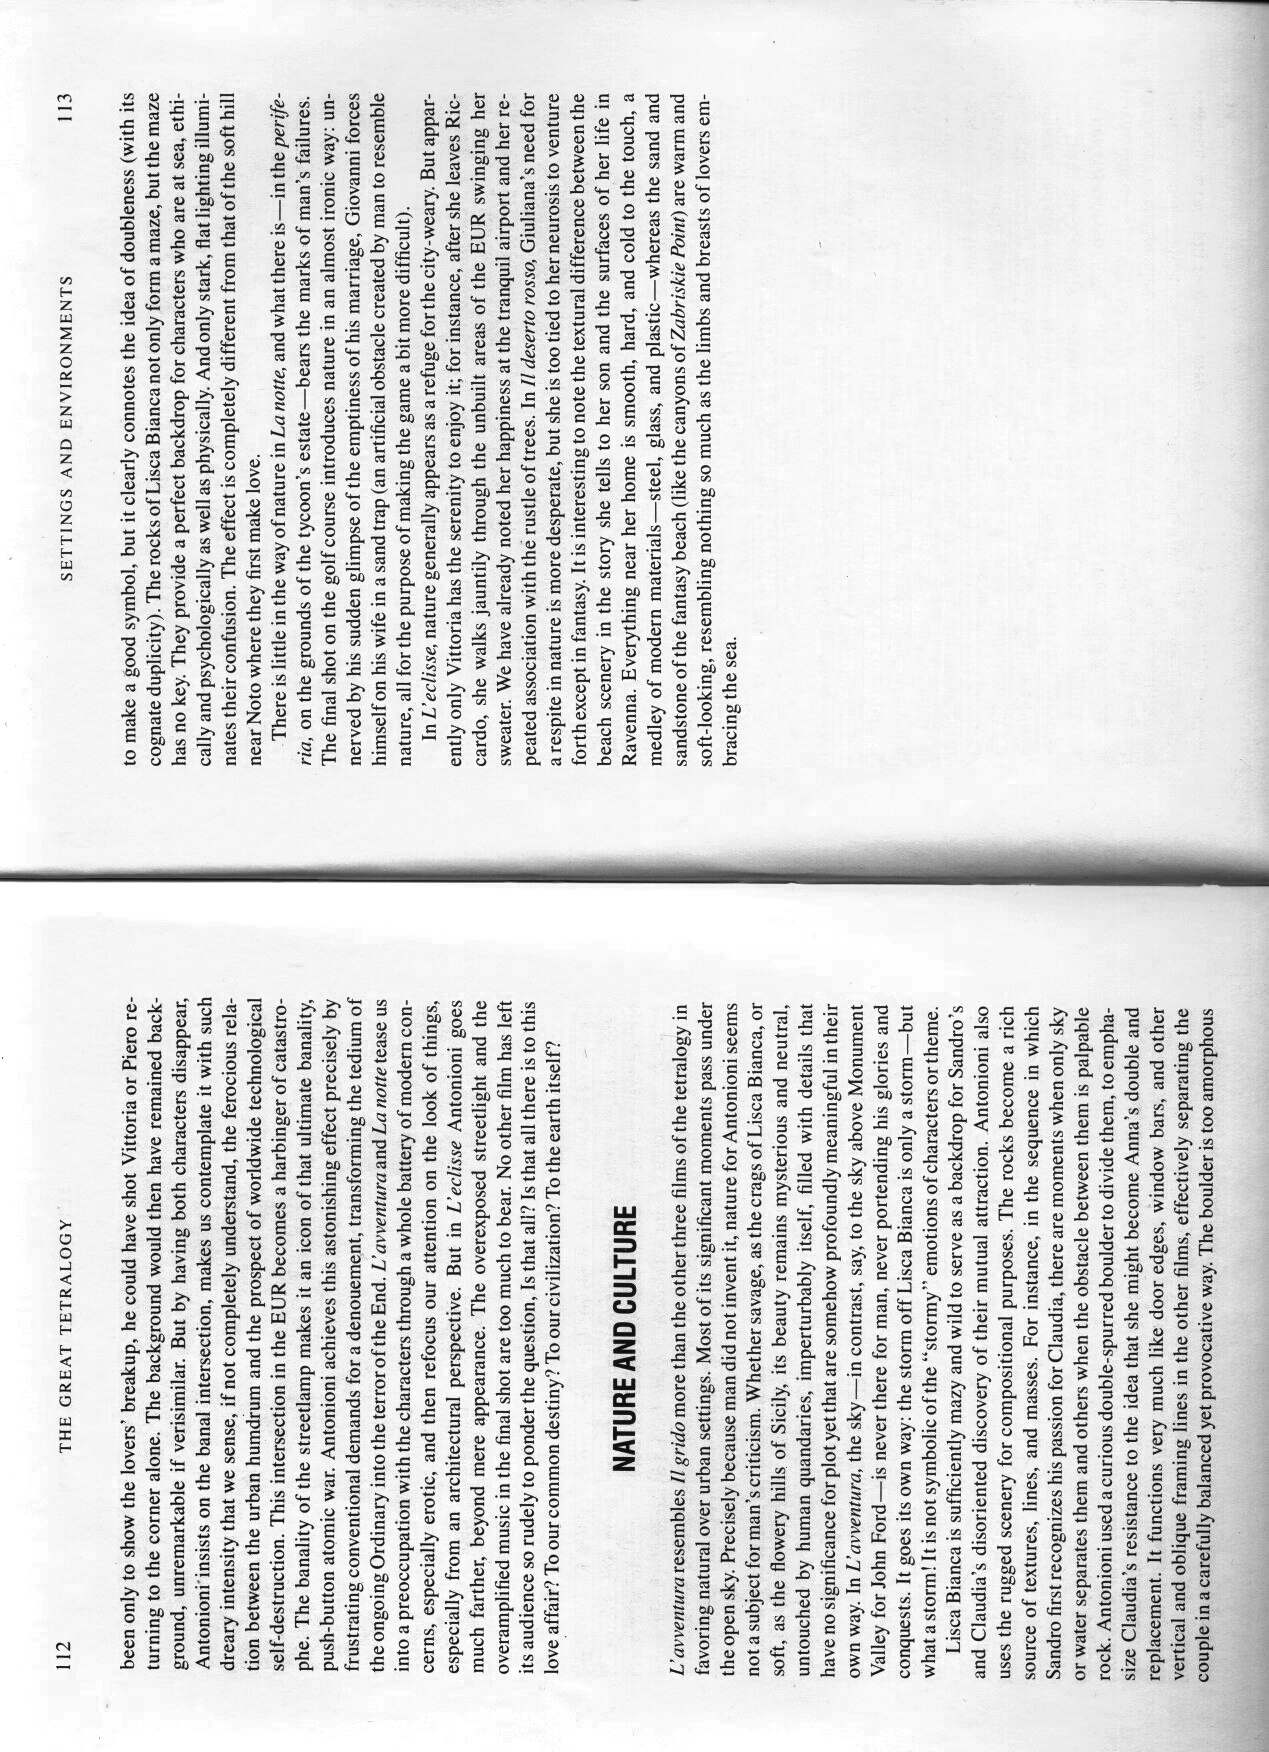 112 THE GREAT TETRALOGY
been only to show the lovers' breakup, he could have shot Vittoria or Piero re-
turning to the corner alone. The background would then have remained back-
ground, unremarkable if verisimilar. But by having both characters disappear,
Antonioni insists on the banal intersection, makes us contemplate it with such
dreary intensity that we sense, if not completely understand, the ferocious rela-
tion between the urban humdrum and the prospect of worldwide technological
self-destruction. This intersection in the EUR becomes a harbinger of catastro-
phe. The banality of the streetlamp makes it an icon of that ultimate banality,
push-button atomic war. Antonioni achieves this astonishing effect precisely by
frustrating conventional demands for a denouement, transforming the tedium of
the ongoing Ordinary into the terror of the End. L'avventura and La notte tease us
into a preoccupation with the characters through a whole battery of modern con-
cerns, especially erotic, and then refocus our attention on the look of things,
especially from an architectural perspective. But in L'eclisse Antonioni goes
much farther, beyond mere appearance. The overexposed streetlight and the
overamplified music in the final shot are too much to bear. No other film has left
its audience so rudely to ponder the question, Is that all? Is that all there is to this
love affair? To our common destiny? To our civilization? To the earth itself?
NATURE AND CULTURE
L'avventura resembles Il grido more than the other three films of the tetralogy in
favoring natural over urban settings. Most of its significant moments pass under
the open sky. Precisely because man did not invent it, nature for Antonioni seems
not a subject for man's criticism. Whether savage, as the crags of Lisca Bianca, or
soft, as the flowery hills of Sicily, its beauty remains mysterious and neutral,
untouched by human quandaries, imperturbably itself, filled with details that
have no significance for plot yet that are somehow profoundly meaningful in their
own way. In L'avventura, the sky—in contrast, say, to the sky above Monument
Valley for John Ford—is never there for man, never portending his glories and
conquests. It goes its own way: the storm off Lisca Bianca is only a storm—but
what a storm! It is not symbolic of the "stormy" emotions of characters or theme.
Lisca Bianca is sufficiently mazy and wild to serve as a backdrop for Sandro's
and Claudia's disoriented discovery of their mutual attraction. Antonioni also
uses the rugged scenery for compositional purposes. The rocks become a rich
source of textures, lines, and masses. For instance, in the sequence in which
Sandro first recognizes his passion for Claudia, there are moments when only sky
or water separates them and others when the obstacle between them is palpable
rock. Antonioni used a curious double-spurred boulder to divide them, to empha-
size Claudia's resistance to the idea that she might become Anna's double and
replacement. It functions very much like door edges, window bars, and other
vertical and oblique framing lines in the other films, effectively separating the
couple in a carefully balanced yet provocative way. The boulder is too amorphous
SETTINGS AND ENVIRONMENTS 113
to make a good symbol, but it clearly connotes the idea of doubleness (with its
cognate duplicity). The rocks of Lisca Bianca not only form a maze, but the maze
has no key. They provide a perfect backdrop for characters who are at sea, ethi-
cally and psychologically as well as physically. And only stark, flat lighting illumi-
nates their confusion. The effect is completely different from that of the soft hill
near Noto where they first make love.
There is little in the way of nature in La notte, and what there is—in the perife-
ria, on the grounds of the tycoon's estate—bears the marks of man's failures.
The final shot on the golf course introduces nature in an almost ironic way: un-
nerved by his sudden glimpse of the emptiness of his marriage, Giovanni forces
himself on his wife in a sand trap (an artificial obstacle created by man to resemble
nature, all for the purpose of making the game a bit more difficult).
In L'eclisse, nature generally appears as a refuge for the city-weary. But appar-
ently only Vittoria has the serenity to enjoy it; for instance, after she leaves Ric-
cardo, she walks jauntily through the unbuilt areas of the EUR swinging her
sweater. We have already noted her happiness at the tranquil airport and her re-
peated association with the rustle of trees. In Il deserto rosso, Giuliana's need for
a respite in nature is more desperate, but she is too tied to her neurosis to venture
forth except in fantasy. It is interesting to note the textural difference between the
beach scenery in the story she tells to her son and the surfaces of her life in
Ravenna. Everything near her home is smooth, hard, and cold to the touch, a
medley of modern materials—steel, glass, and plastic—whereas the sand and
sandstone of the fantasy beach (like the canyons of Zabriskie Point) are warm and
soft-looking, resembling nothing so much as the limbs and breasts of lovers em-
bracing the sea.